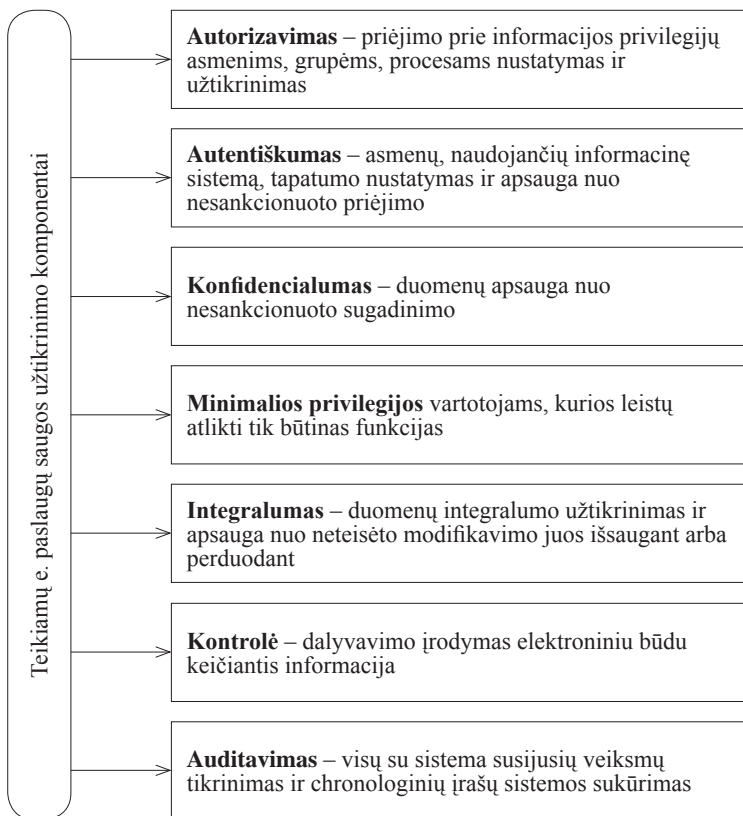 Teikiamų e. paslaugų saugos užtikrinimo komponentai
Autorizavimas – priėjimo prie informacijos privilegijų
asmenims, grupėms, procesams nustatymas ir
užtikrinimas
Autentiškumas – asmenų, naudojančių informacinę
sistemą, tapatumo nustatymas ir apsauga nuo
nesankcionuoto priėjimo
Konfidencialumas – duomenų apsauga nuo
nesankcionuoto sugadinimo
Minimalios privilegijos vartotojams, kurios leistų
atlikti tik būtinas funkcijas
Integralumas – duomenų integralumo užtikrinimas ir
apsauga nuo neteisėto modifikavimo juos išsaugant arba
perduodant
Kontrolė – dalyvavimo įrodymas elektroniniu būdu
keičiantis informacija
Auditavimas – visų su sistema susijusių veiksmų
tikrinimas ir chronologinių įrašų sistemos sukūrimas